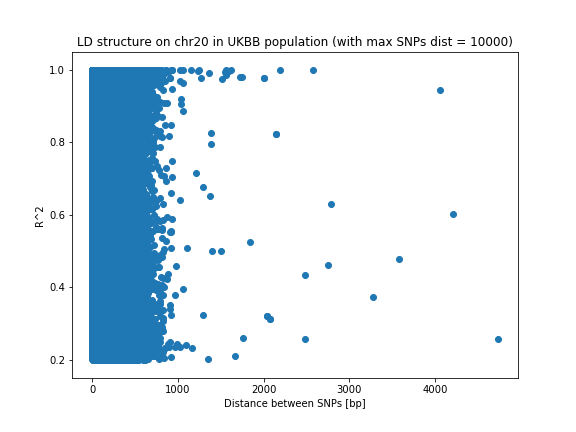 LD structure on chr20 in UKBB population (with max SNPs dist = 10000)
1.0
0.8
0.6
0.4
0.2
R^2
0 1000 2000 3000 4000
Distance between SNPs [bp]